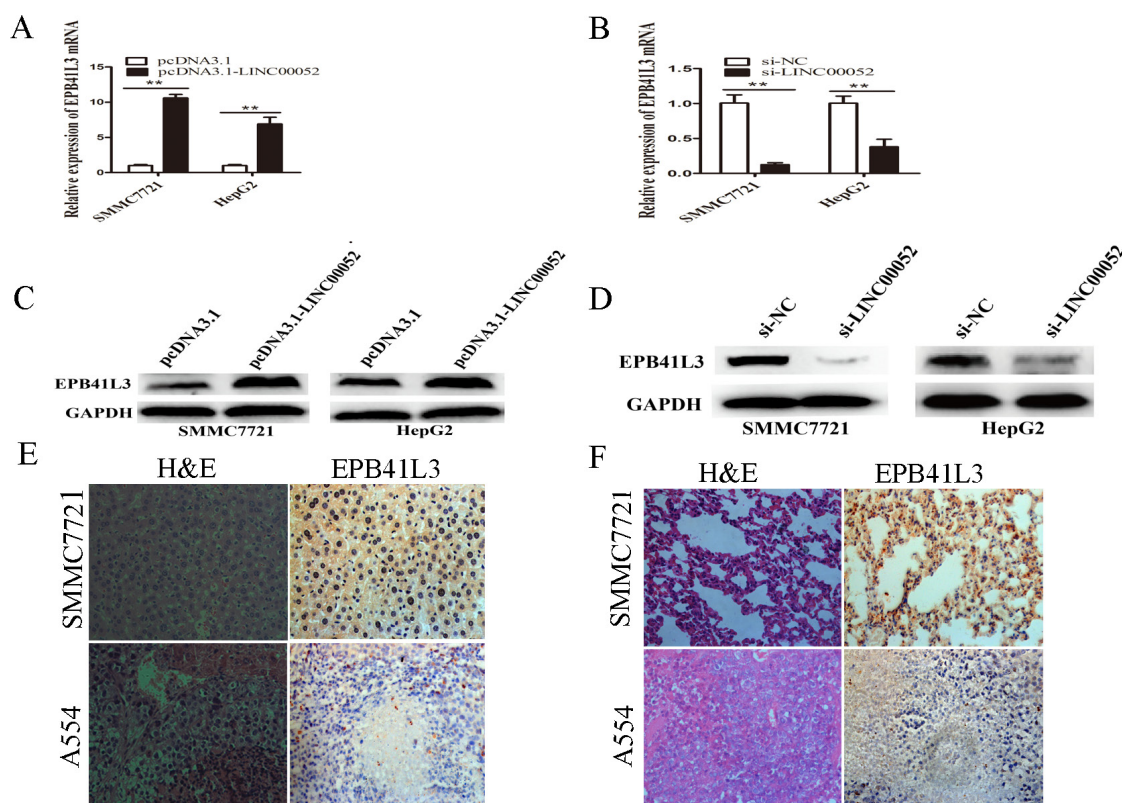 A
pcDNA3.1
pcDNA3.1-LINC00052
Relative expression of EPB41L3 mRNA
15
10
5
0
**
**
SMMC7721
HepG2
B
si-NC
si-LINC00052
Relative expression of EPB41L3 mRNA
1.5
1.0
0.5
0.0
**
**
SMMC7721
HepG2
C
pcDNA3.1
pcDNA3.1-LINC00052
pcDNA3.1
pcDNA3.1-LINC00052
EPB41L3
GAPDH
SMMC7721
HepG2
D
si-NC
si-LINC00052
si-NC
si-LINC00052
EPB41L3
GAPDH
SMMC7721
HepG2
E
H&E
EPB41L3
SMMC7721
A554
F
H&E
EPB41L3
SMMC7721
A554